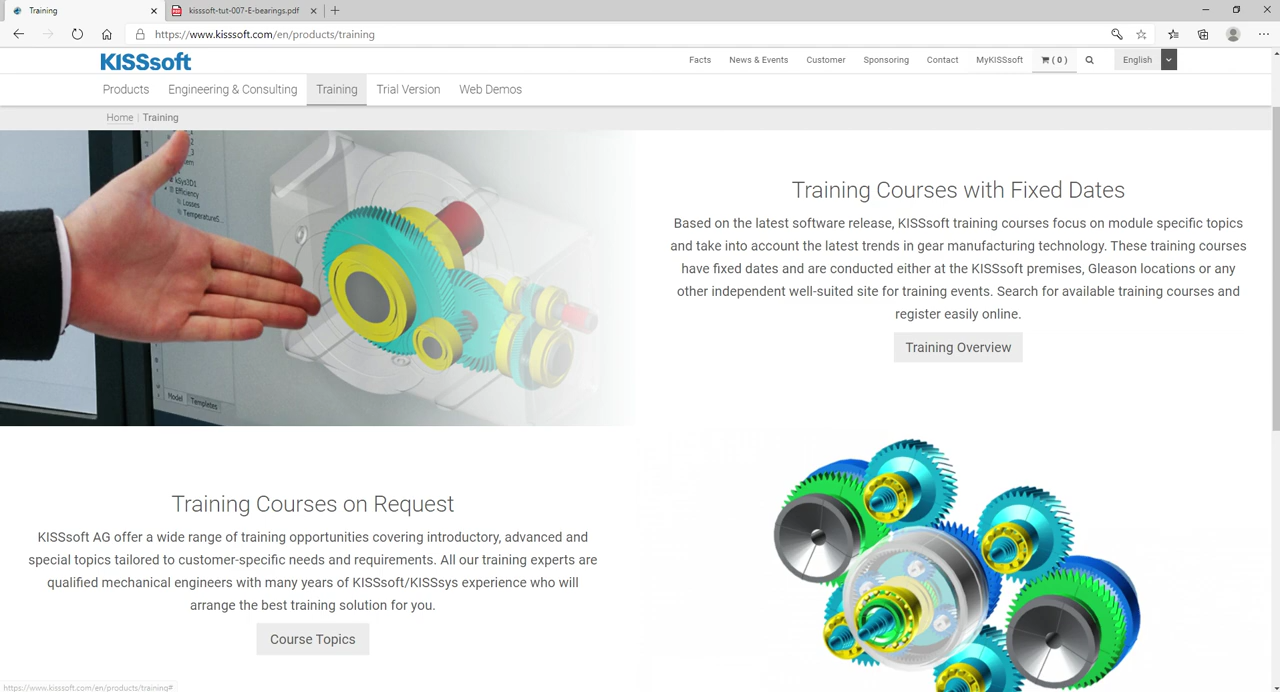 Training
kisssoft-tut-007-E-bearings.pdf
https://www.kisssoft.com/en/products/training
KISSsoft
Facts
News & Events
Customer
Sponsoring
Contact
MyKISSsoft
( 0 )
English
Products
Engineering & Consulting
Training
Trial Version
Web Demos
Home | Training
kSys3D1
Efficiency
Losses
TemperatureS
Model
Templates
Training Courses with Fixed Dates
Based on the latest software release, KISSsoft training courses focus on module specific topics
and take into account the latest trends in gear manufacturing technology. These training courses
have fixed dates and are conducted either at the KISSsoft premises, Gleason locations or any
other independent well-suited site for training events. Search for available training courses and
register easily online.
Training Overview
Training Courses on Request
KISSsoft AG offer a wide range of training opportunities covering introductory, advanced and
special topics tailored to customer-specific needs and requirements. All our training experts are
qualified mechanical engineers with many years of KISSsoft/KISSsys experience who will
arrange the best training solution for you.
Course Topics
https://www.kisssoft.com/en/products/training#